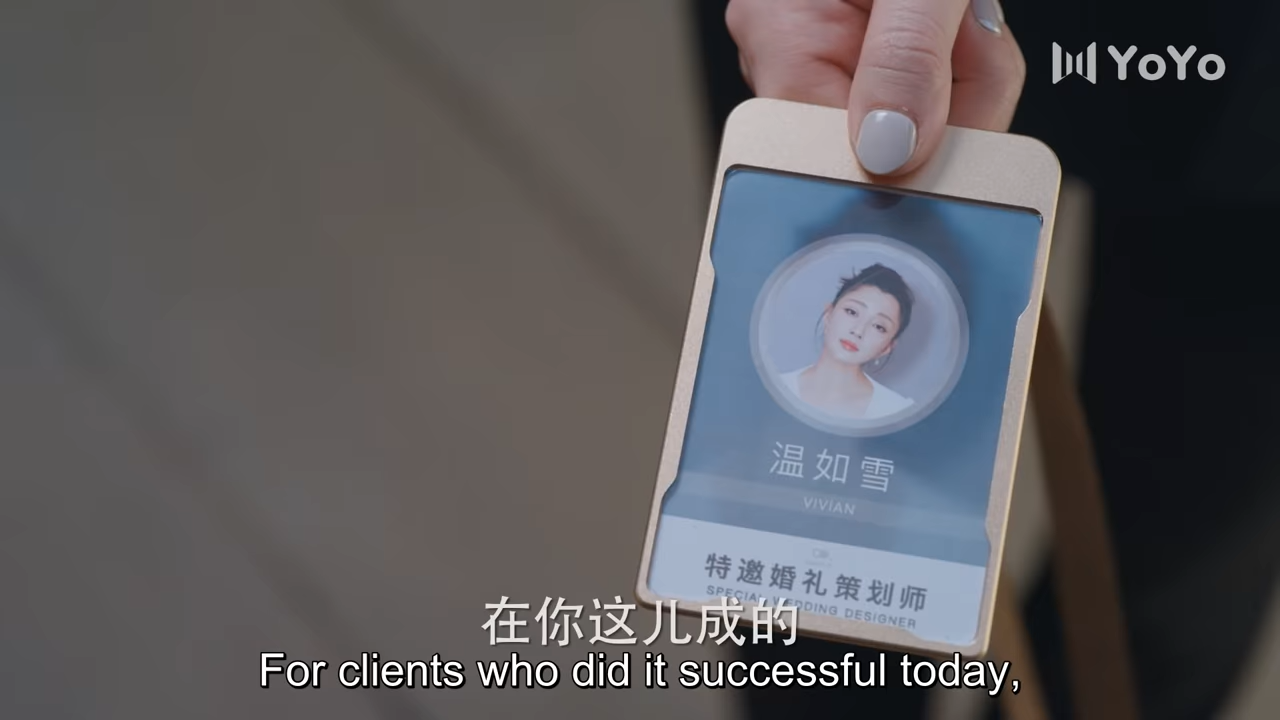 YoYo
温如雪
VIVIAN
特邀婚礼策划师
SPECIAL WEDDING DESIGNER
在你这儿成的
For clients who did it successful today,